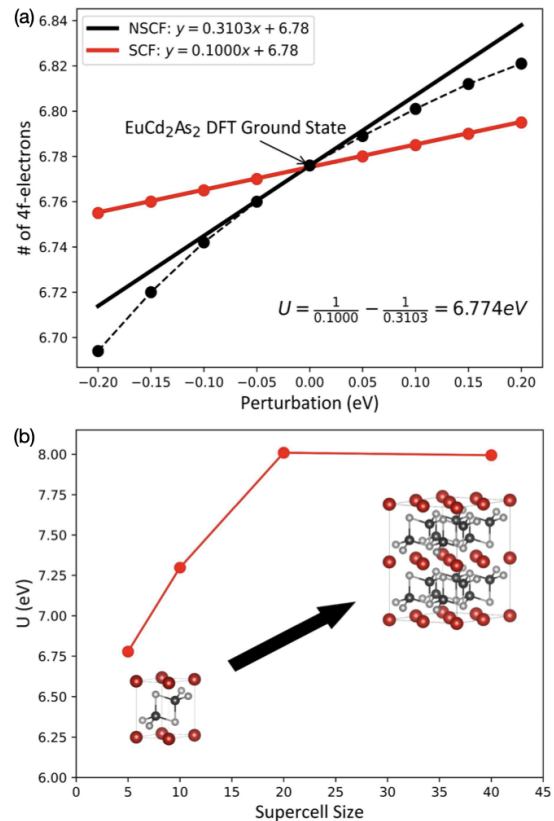 (a)
NSCF: y = 0.3103x + 6.78
SCF: y = 0.1000x + 6.78
6.84
6.82
6.80
6.78
6.76
6.74
6.72
6.70
# of 4f-electrons
EuCd₂As₂ DFT Ground State
U = 1/0.1000 − 1/0.3103 = 6.774eV
−0.20 −0.15 −0.10 −0.05 0.00 0.05 0.10 0.15 0.20
Perturbation (eV)
(b)
8.00
7.75
7.50
7.25
7.00
6.75
6.50
6.25
6.00
U (eV)
0 5 10 15 20 25 30 35 40 45
Supercell Size